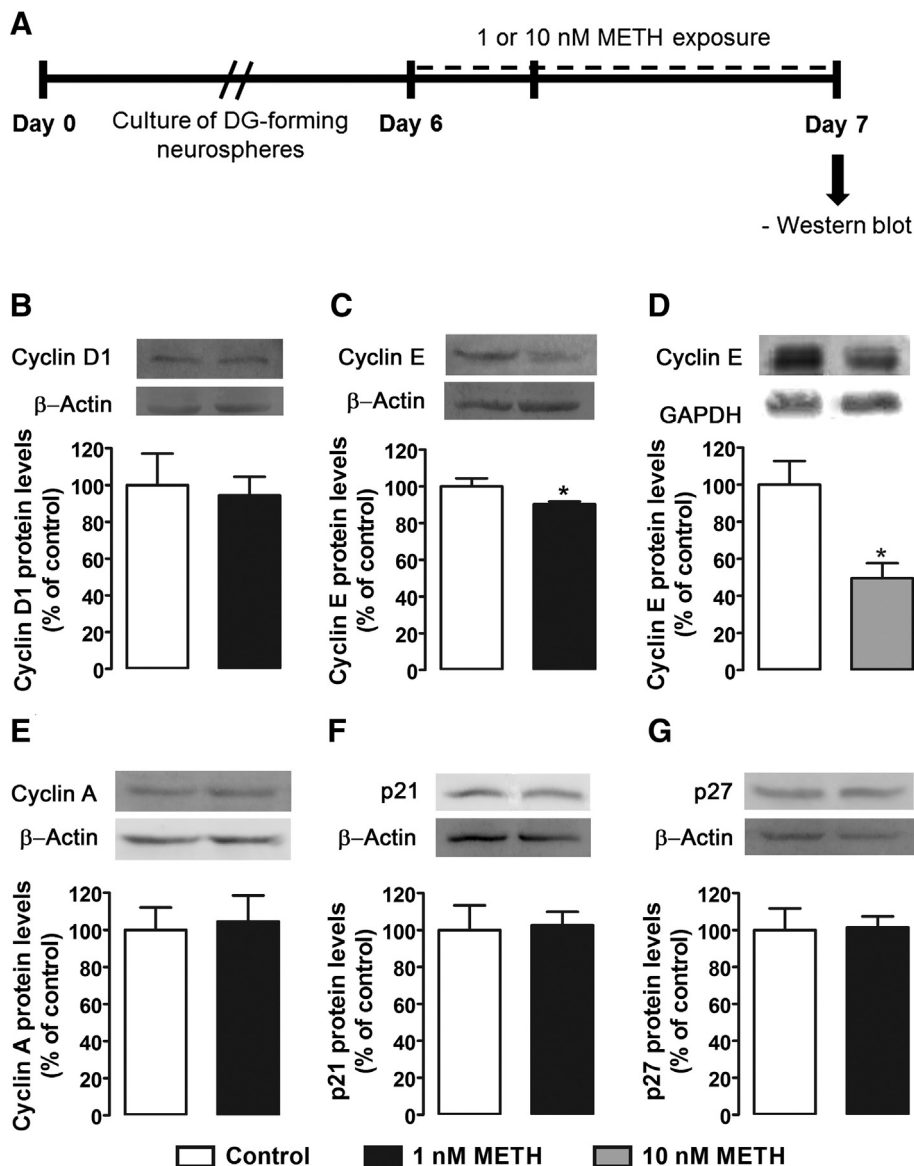 A
1 or 10 nM METH exposure
Day 0
Culture of DG-forming
neurospheres
Day 6
Day 7
- Western blot
B
Cyclin D1
β–Actin
Cyclin D1 protein levels
(% of control)
120
100
80
60
40
20
0
C
Cyclin E
β–Actin
Cyclin E protein levels
(% of control)
120
100
80
60
40
20
0
*
D
Cyclin E
GAPDH
Cyclin E protein levels
(% of control)
120
100
80
60
40
20
0
*
E
Cyclin A
β–Actin
Cyclin A protein levels
(% of control)
120
100
80
60
40
20
0
F
p21
β–Actin
p21 protein levels
(% of control)
120
100
80
60
40
20
0
G
p27
β–Actin
p27 protein levels
(% of control)
120
100
80
60
40
20
0
Control
1 nM METH
10 nM METH